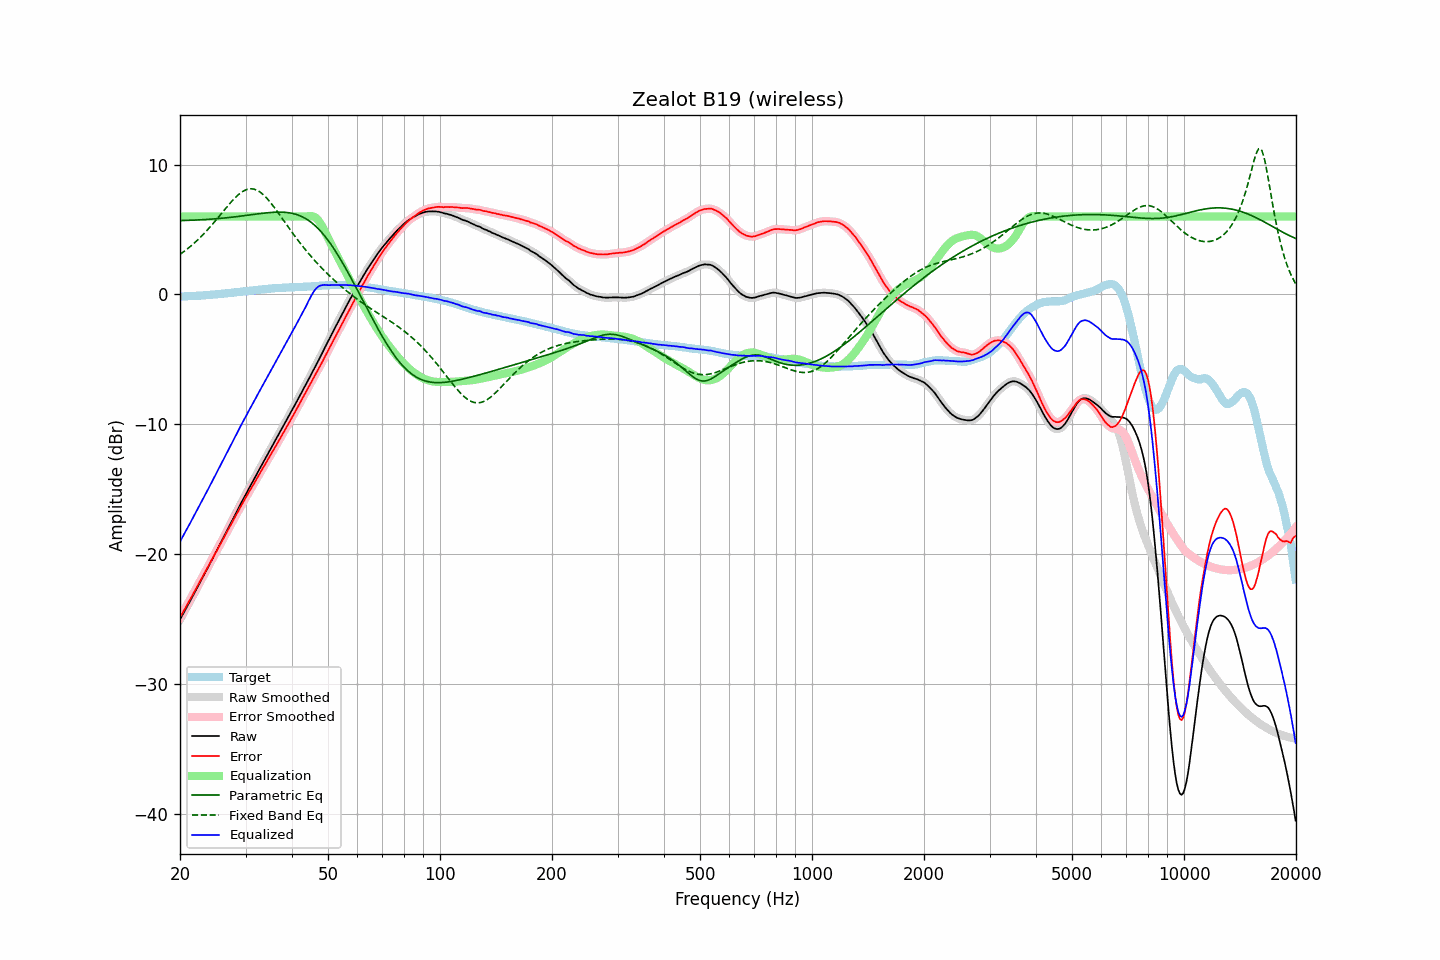 Zealot B19 (wireless)
10
0
−10
−20
−30
−40
Amplitude (dBr)
Target
Raw Smoothed
Error Smoothed
Raw
Error
Equalization
Parametric Eq
Fixed Band Eq
Equalized
20 50 100 200 500 1000 2000 5000 10000 20000
Frequency (Hz)